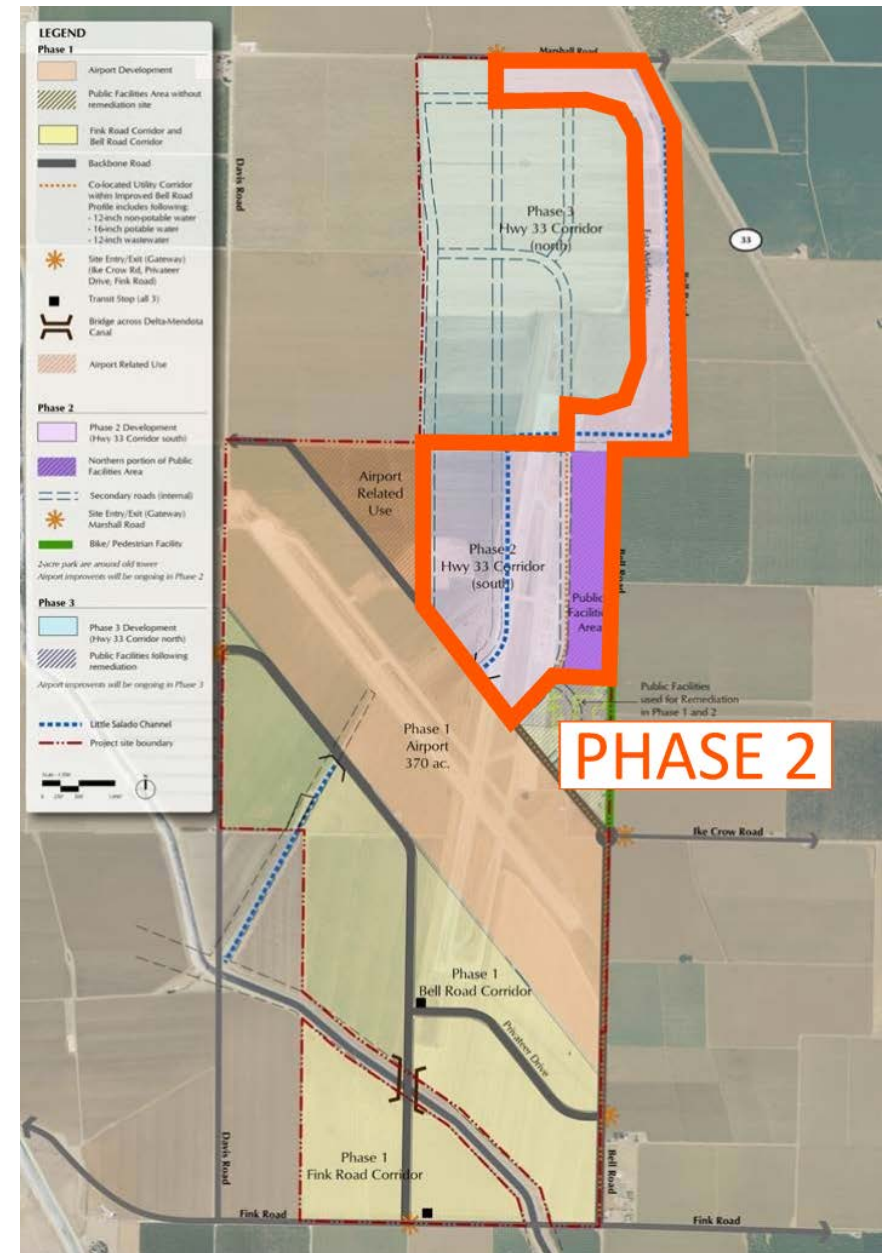 LEGEND
Phase 1
Airport Development
Public Facilities Area without
remediation site
Fink Road Corridor and
Bell Road Corridor
Backbone Road
Co-located Utility Corridor
within Improved Bell Road
Profile includes following:
- 12-inch non-potable water
- 16-inch potable water
- 12-inch wastewater
Site Entry/Exit (Gateway)
(Ike Crow Rd, Privateer
Drive, Fink Road)
Transit Stop (all 3)
Bridge across Delta-Mendota
Canal
Airport Related Use
Phase 2
Phase 2 Development
(Hwy 33 Corridor south)
Northern portion of Public
Facilities Area
Secondary roads (internal)
Site Entry/Exit (Gateway)
Marshall Road
Bike/ Pedestrian Facility
2-acre park are around old tower
Airport improvents will be ongoing in Phase 2
Phase 3
Phase 3 Development
(Hwy 33 Corridor north)
Public Facilities following
remediation
Airport improvents will be ongoing in Phase 3
Little Salado Channel
Project site boundary
Marshall Road
Davis Road
33
Phase 3
Hwy 33 Corridor
(north)
East Airfield Way
Bell Road
Airport
Related
Use
Phase 2
Hwy 33 Corridor
(south)
Public
Facilities
Area
Bell Road
Public Facilities
used for Remediation
in Phase 1 and 2
PHASE 2
Phase 1
Airport
370 ac.
Ike Crow Road
Phase 1
Bell Road Corridor
Privateer Drive
Phase 1
Fink Road Corridor
Davis Road
Bell Road
Fink Road
Fink Road